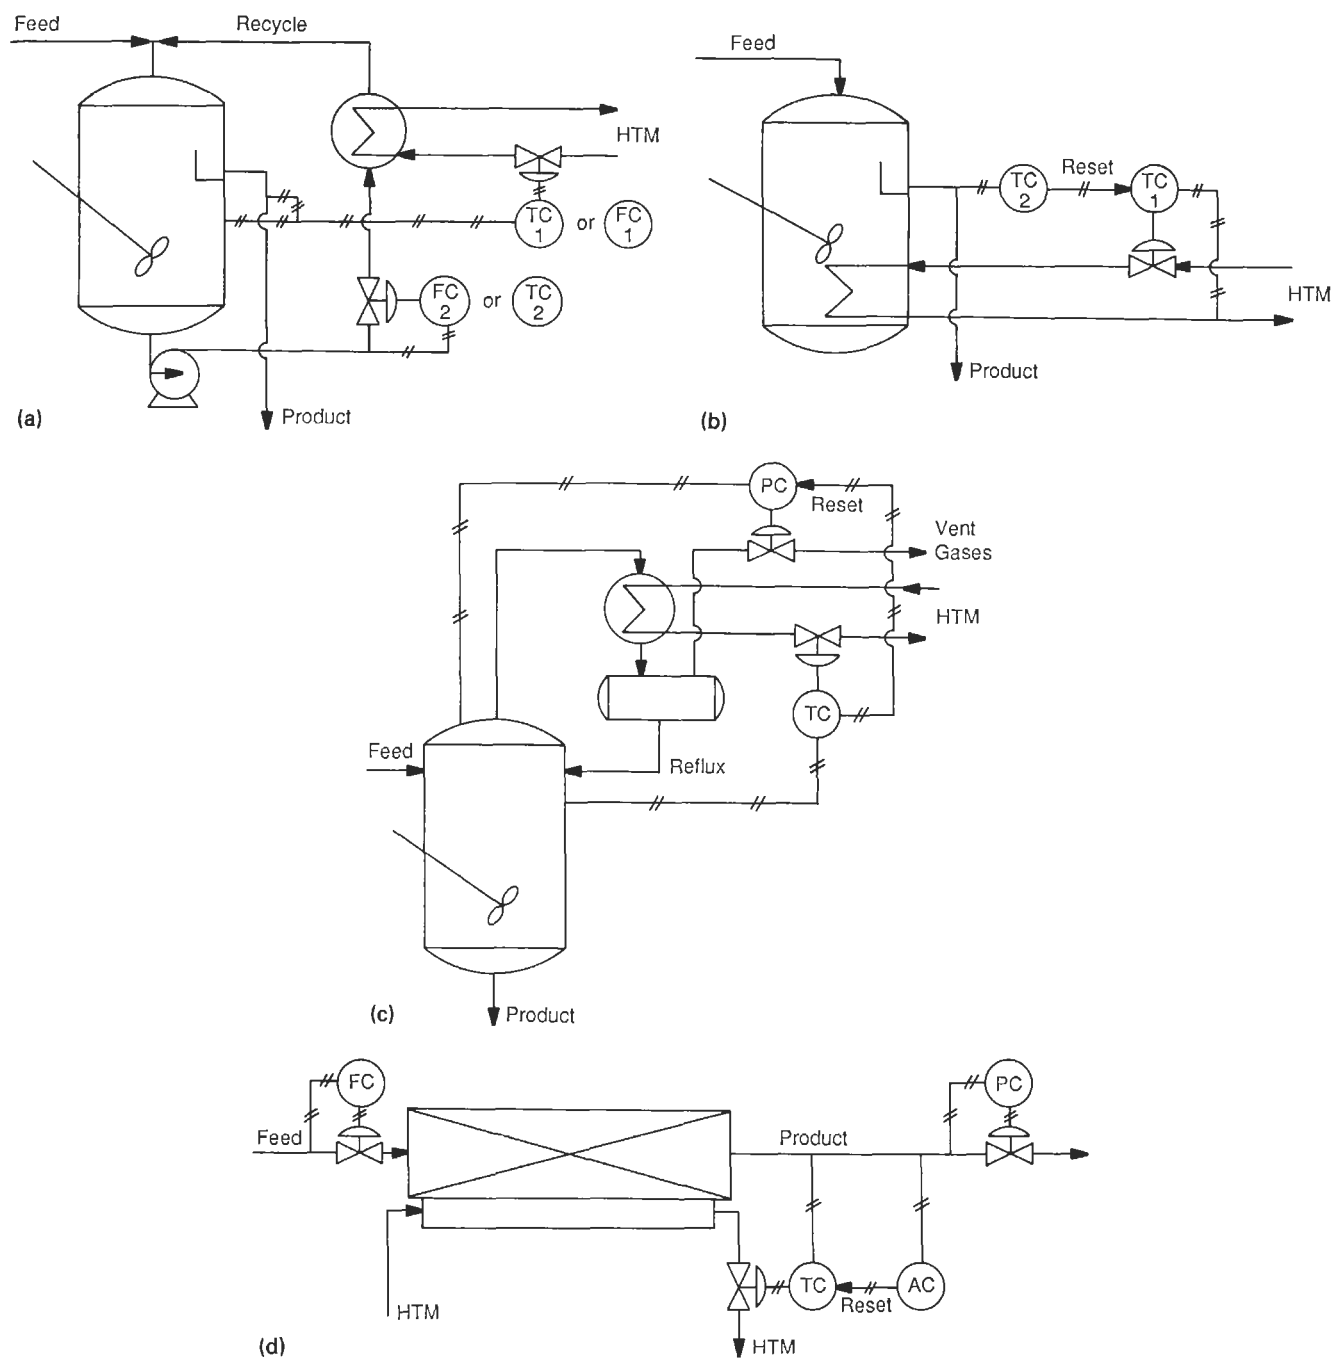 Feed
Recycle
HTM
TC
1
or
FC
1
FC
2
or
TC
2
Product
(a)
Feed
TC
2
Reset
TC
1
HTM
Product
(b)
PC
Reset
Vent
Gases
HTM
TC
Feed
Reflux
Product
(c)
FC
PC
Feed
Product
TC
Reset
AC
HTM
HTM
(d)